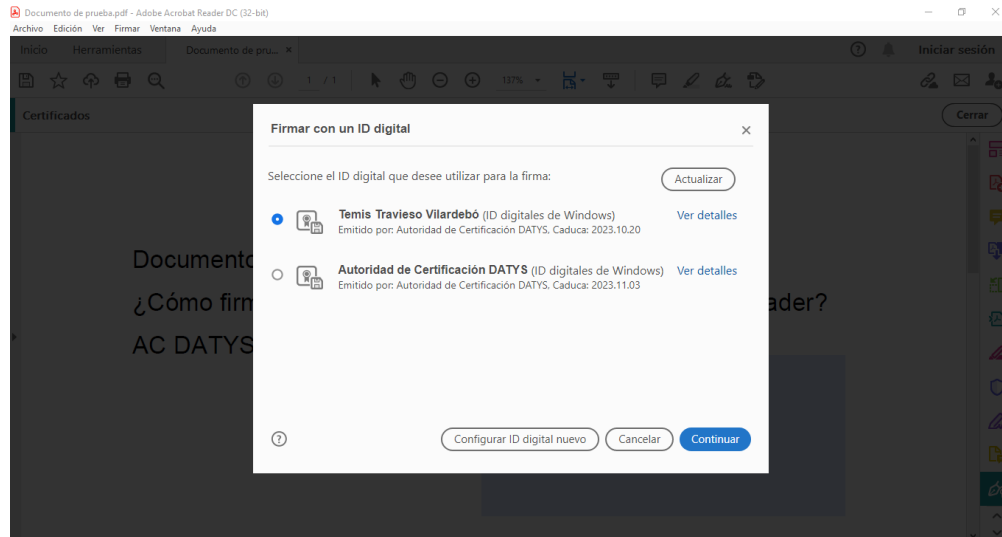 Documento de prueba.pdf - Adobe Acrobat Reader DC (32-bit)
Archivo Edición Ver Firmar Ventana Ayuda
Inicio Herramientas Documento de pru... × Iniciar sesión
1 / 1 137%
Certificados Cerrar
Firmar con un ID digital
Seleccione el ID digital que desee utilizar para la firma: Actualizar
Temis Travieso Vilardebó (ID digitales de Windows) Ver detalles
Emitido por: Autoridad de Certificación DATYS. Caduca: 2023.10.20
Autoridad de Certificación DATYS (ID digitales de Windows) Ver detalles
Emitido por: Autoridad de Certificación DATYS. Caduca: 2023.11.03
Documento
¿Cómo firm ader?
AC DATYS
Configurar ID digital nuevo Cancelar Continuar